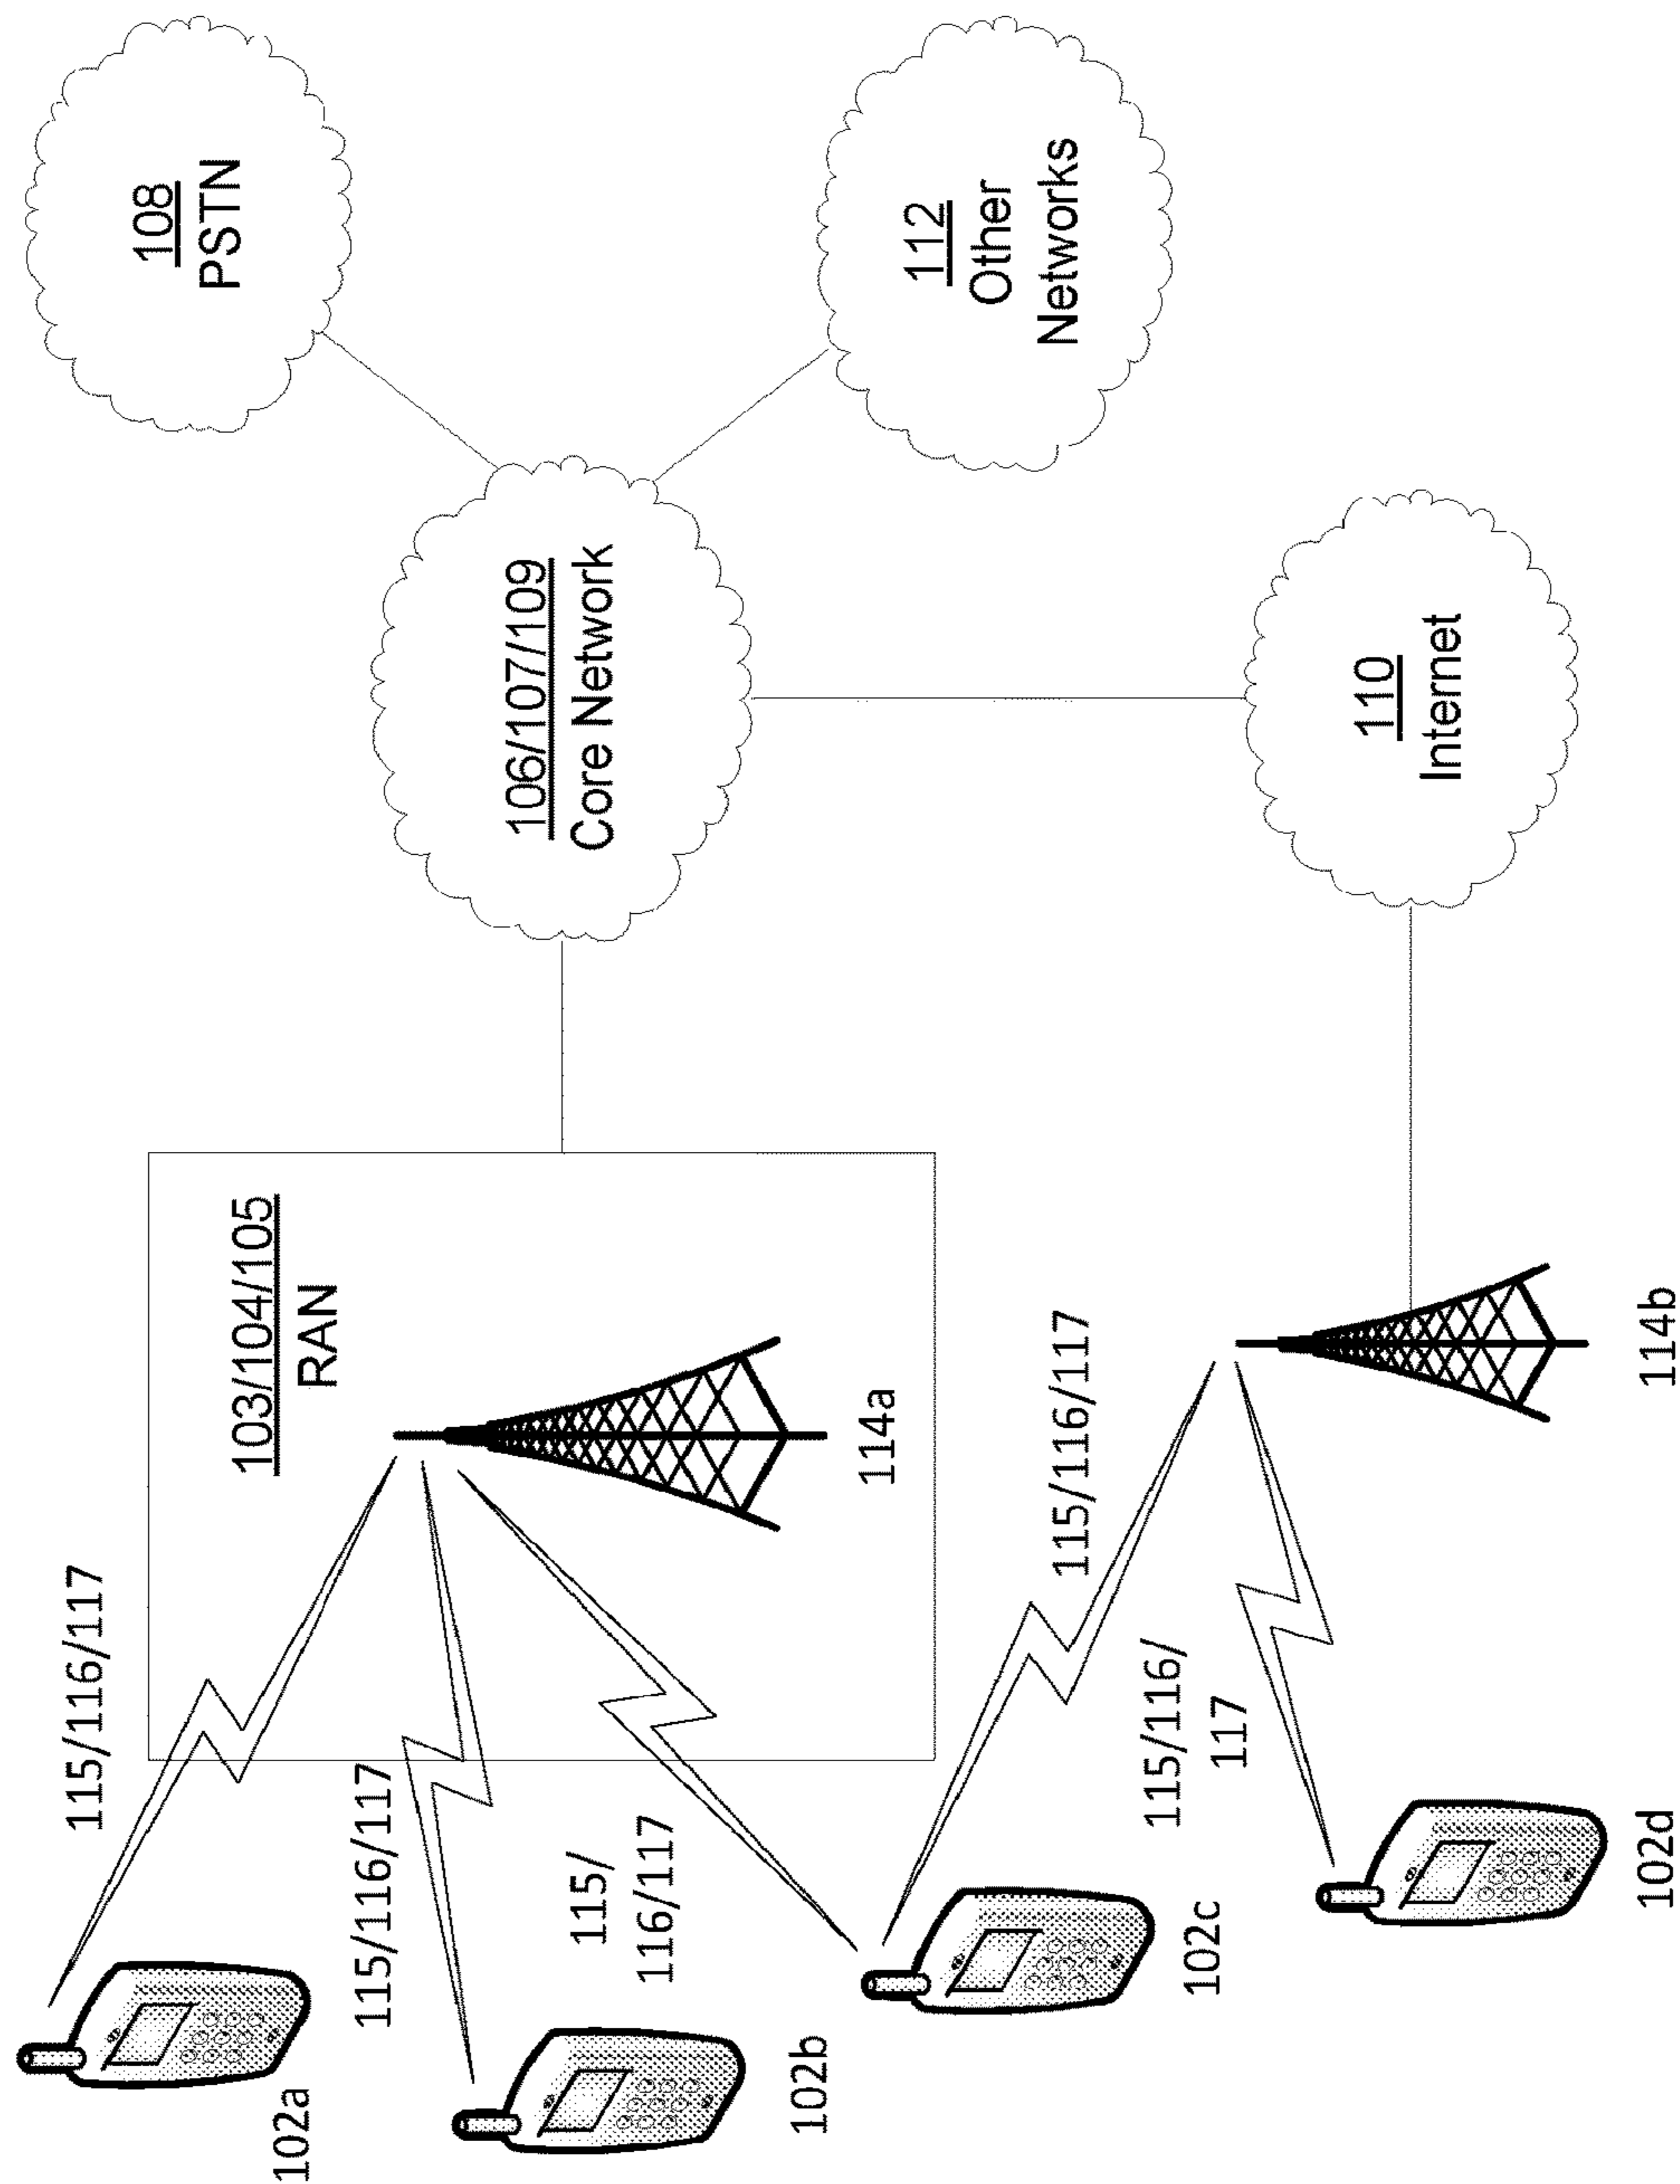 102a
115/116/117
103/104/105
RAN
102b
115/116/117
115/
116/117
114a
106/107/109
Core Network
108
PSTN
112
Other
Networks
102c
115/116/117
115/116/
117
102d
114b
110
Internet